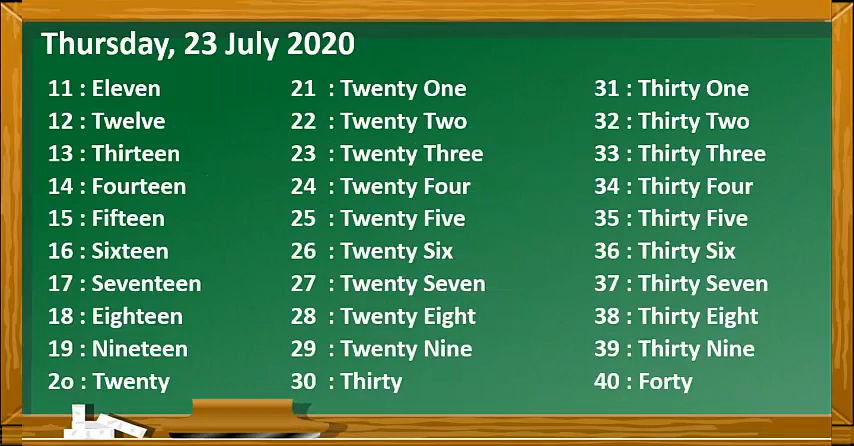 Thursday, 23 July 2020
11 : Eleven
12 : Twelve
13 : Thirteen
14 : Fourteen
15 : Fifteen
16 : Sixteen
17 : Seventeen
18 : Eighteen
19 : Nineteen
2o : Twenty
21 : Twenty One
22 : Twenty Two
23 : Twenty Three
24 : Twenty Four
25 : Twenty Five
26 : Twenty Six
27 : Twenty Seven
28 : Twenty Eight
29 : Twenty Nine
30 : Thirty
31 : Thirty One
32 : Thirty Two
33 : Thirty Three
34 : Thirty Four
35 : Thirty Five
36 : Thirty Six
37 : Thirty Seven
38 : Thirty Eight
39 : Thirty Nine
40 : Forty